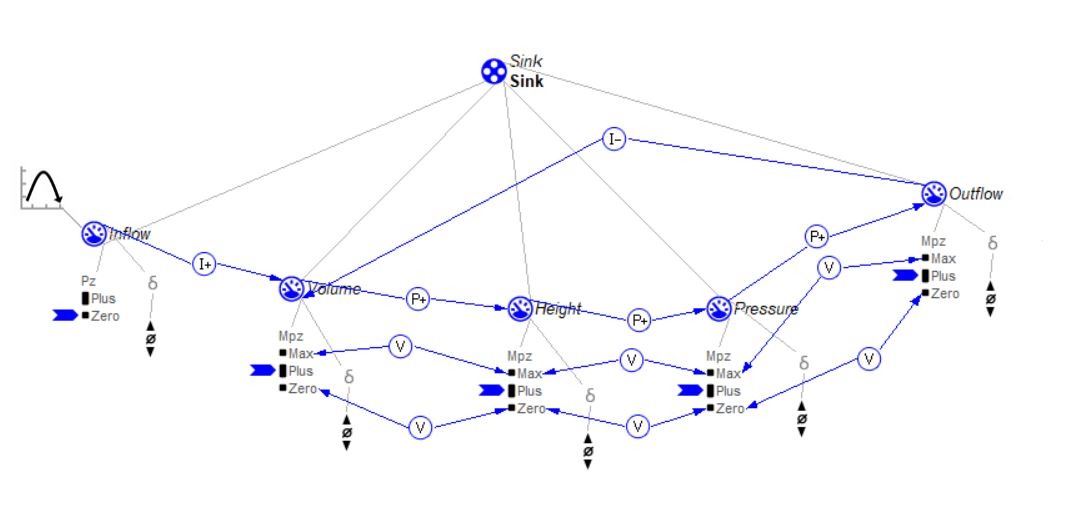 Sink
Sink
I-
Outflow
Inflow
P+
Mpz
δ
I+
V
Max
Pz
δ
Volume
P+
Height
P+
Pressure
Plus
Plus
Zero
Zero
ø
ø
Mpz
V
Mpz
V
Mpz
V
Max
δ
Max
Max
δ
Plus
δ
Plus
Plus
Zero
Zero
Zero
ø
V
V
ø
ø